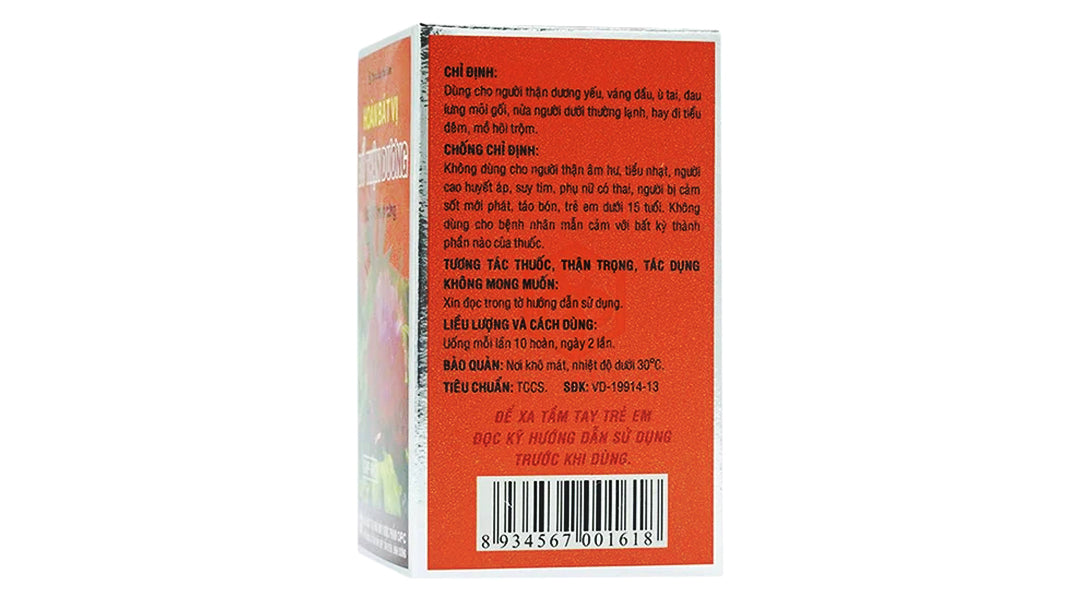 HOÀN BÁT VỊ
BỔ THẬN DƯƠNG
CHỈ ĐỊNH:
Dùng cho người thận dương yếu, váng đầu, ù tai, đau
lưng mỏi gối, nửa người dưới thường lạnh, hay đi tiểu
đêm, mồ hôi trộm.
CHỐNG CHỈ ĐỊNH:
Không dùng cho người thận âm hư, tiểu nhặt, người
cao huyết áp, suy tim, phụ nữ có thai, người bị cảm
sốt mới phát, táo bón, trẻ em dưới 15 tuổi. Không
dùng cho bệnh nhân mẫn cảm với bất kỳ thành
phần nào của thuốc.
TƯƠNG TÁC THUỐC, THẬN TRỌNG, TÁC DỤNG
KHÔNG MONG MUỐN:
Xin đọc trong tờ hướng dẫn sử dụng.
LIỀU LƯỢNG VÀ CÁCH DÙNG:
Uống mỗi lần 10 hoàn, ngày 2 lần.
BẢO QUẢN: Nơi khô mát, nhiệt độ dưới 30°C.
TIÊU CHUẨN: TCCS. SĐK: VD-19914-13
ĐỂ XA TẦM TAY TRẺ EM
ĐỌC KỸ HƯỚNG DẪN SỬ DỤNG
TRƯỚC KHI DÙNG.
8 934567 001618